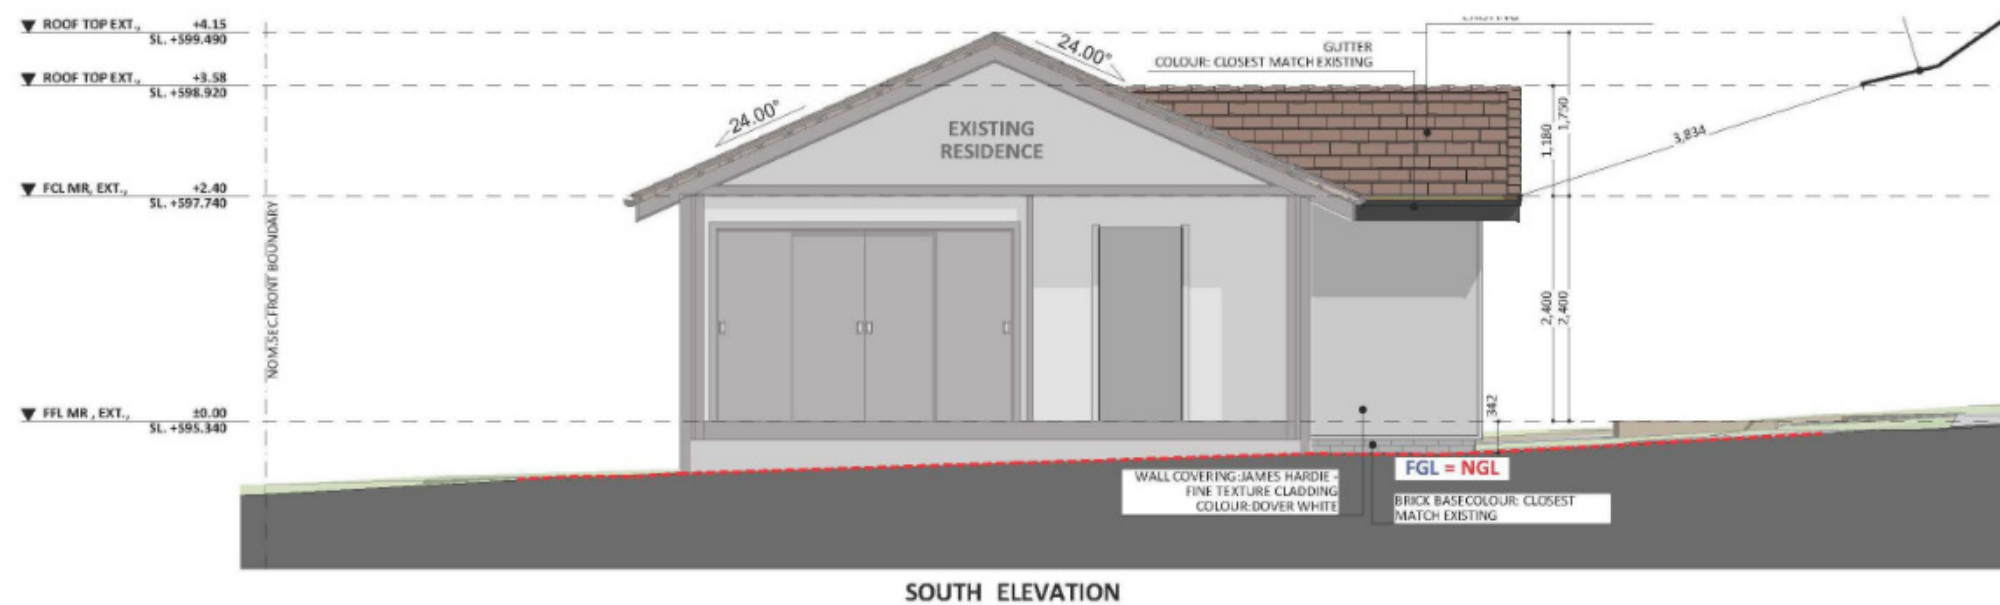 ROOF TOP EXT., +4.15
SL. +599.490
ROOF TOP EXT., +3.58
SL. +598.920
FCL MR, EXT., +2.40
SL. +597.740
FFL MR , EXT., ±0.00
SL. +595.340
NOM.SEC.FRONT BOUNDARY
24.00°
24.00°
EXISTING
RESIDENCE
EXISTING
GUTTER
COLOUR: CLOSEST MATCH EXISTING
1,180
1,750
3,834
2,400
2,400
342
FGL = NGL
WALL COVERING:JAMES HARDIE -
FINE TEXTURE CLADDING
COLOUR:DOVER WHITE
BRICK BASECOLOUR: CLOSEST
MATCH EXISTING
SOUTH ELEVATION